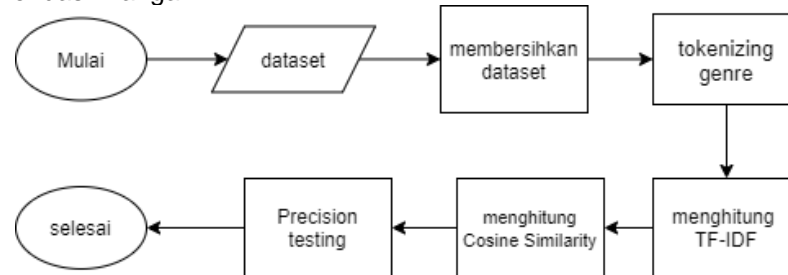 Mulai
dataset
membersihkan
dataset
tokenizing
genre
menghitung
TF-IDF
menghitung
Cosine Similarity
Precision
testing
selesai